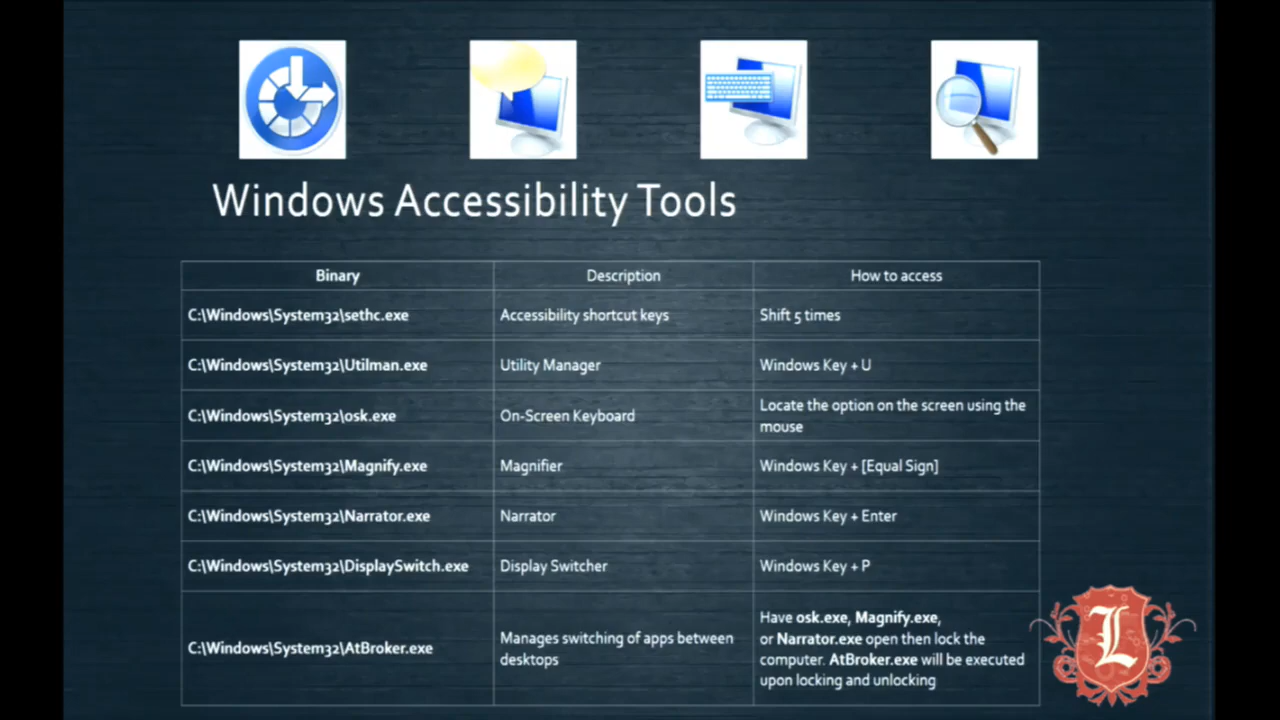 Windows Accessibility Tools
Binary Description How to access
C:\Windows\System32\sethc.exe Accessibility shortcut keys Shift 5 times
C:\Windows\System32\Utilman.exe Utility Manager Windows Key + U
C:\Windows\System32\osk.exe On-Screen Keyboard Locate the option on the screen using the
mouse
C:\Windows\System32\Magnify.exe Magnifier Windows Key + [Equal Sign]
C:\Windows\System32\Narrator.exe Narrator Windows Key + Enter
C:\Windows\System32\DisplaySwitch.exe Display Switcher Windows Key + P
C:\Windows\System32\AtBroker.exe Manages switching of apps between
desktops
Have osk.exe, Magnify.exe,
or Narrator.exe open then lock the
computer. AtBroker.exe will be executed
upon locking and unlocking
L